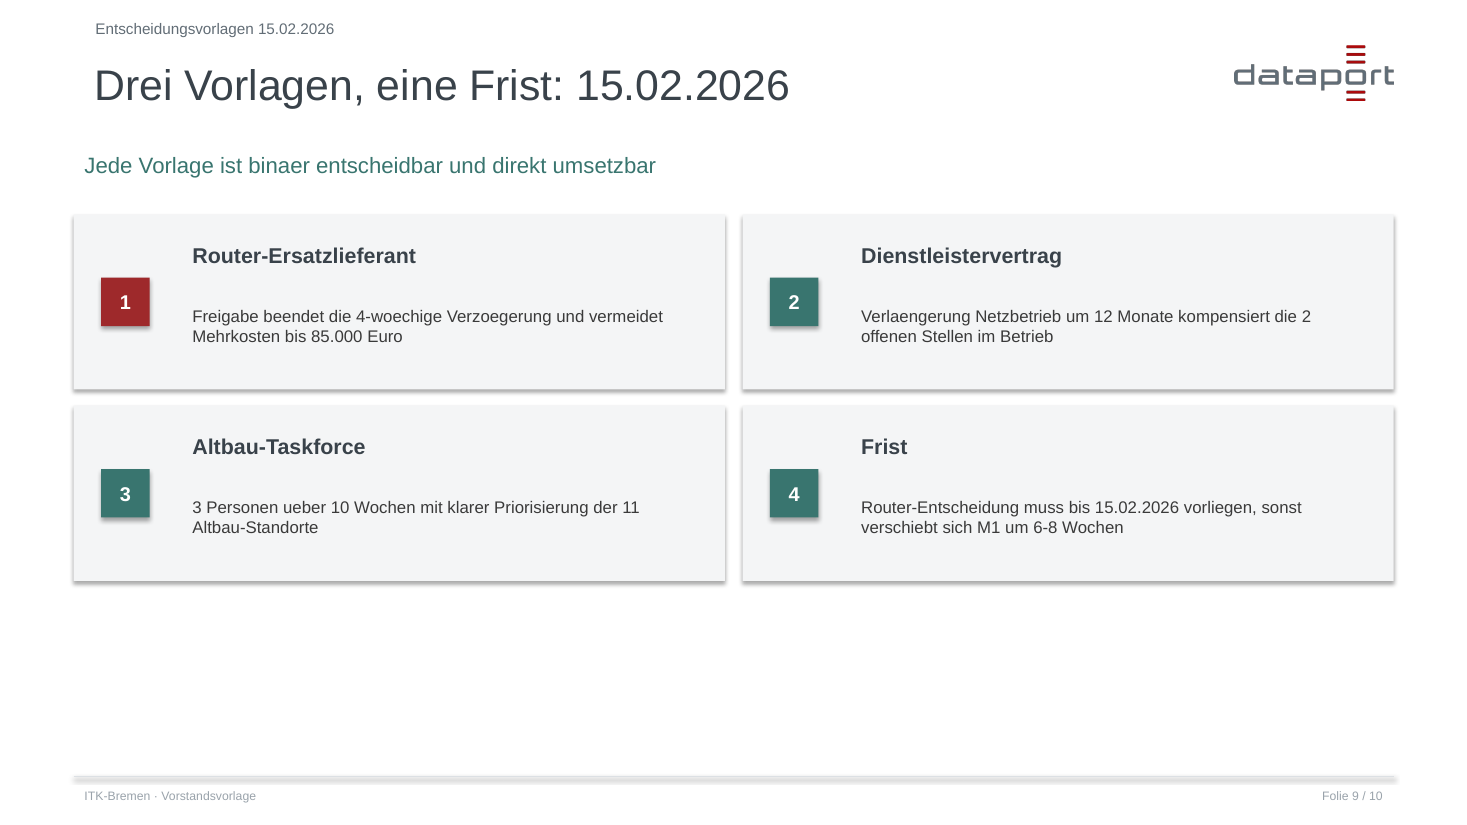 Entscheidungsvorlagen 15.02.2026
Drei Vorlagen, eine Frist: 15.02.2026
dataport
Jede Vorlage ist binaer entscheidbar und direkt umsetzbar
1
Router-Ersatzlieferant
Freigabe beendet die 4-woechige Verzoegerung und vermeidet
Mehrkosten bis 85.000 Euro
2
Dienstleistervertrag
Verlaengerung Netzbetrieb um 12 Monate kompensiert die 2
offenen Stellen im Betrieb
3
Altbau-Taskforce
3 Personen ueber 10 Wochen mit klarer Priorisierung der 11
Altbau-Standorte
4
Frist
Router-Entscheidung muss bis 15.02.2026 vorliegen, sonst
verschiebt sich M1 um 6-8 Wochen
ITK-Bremen · Vorstandsvorlage
Folie 9 / 10